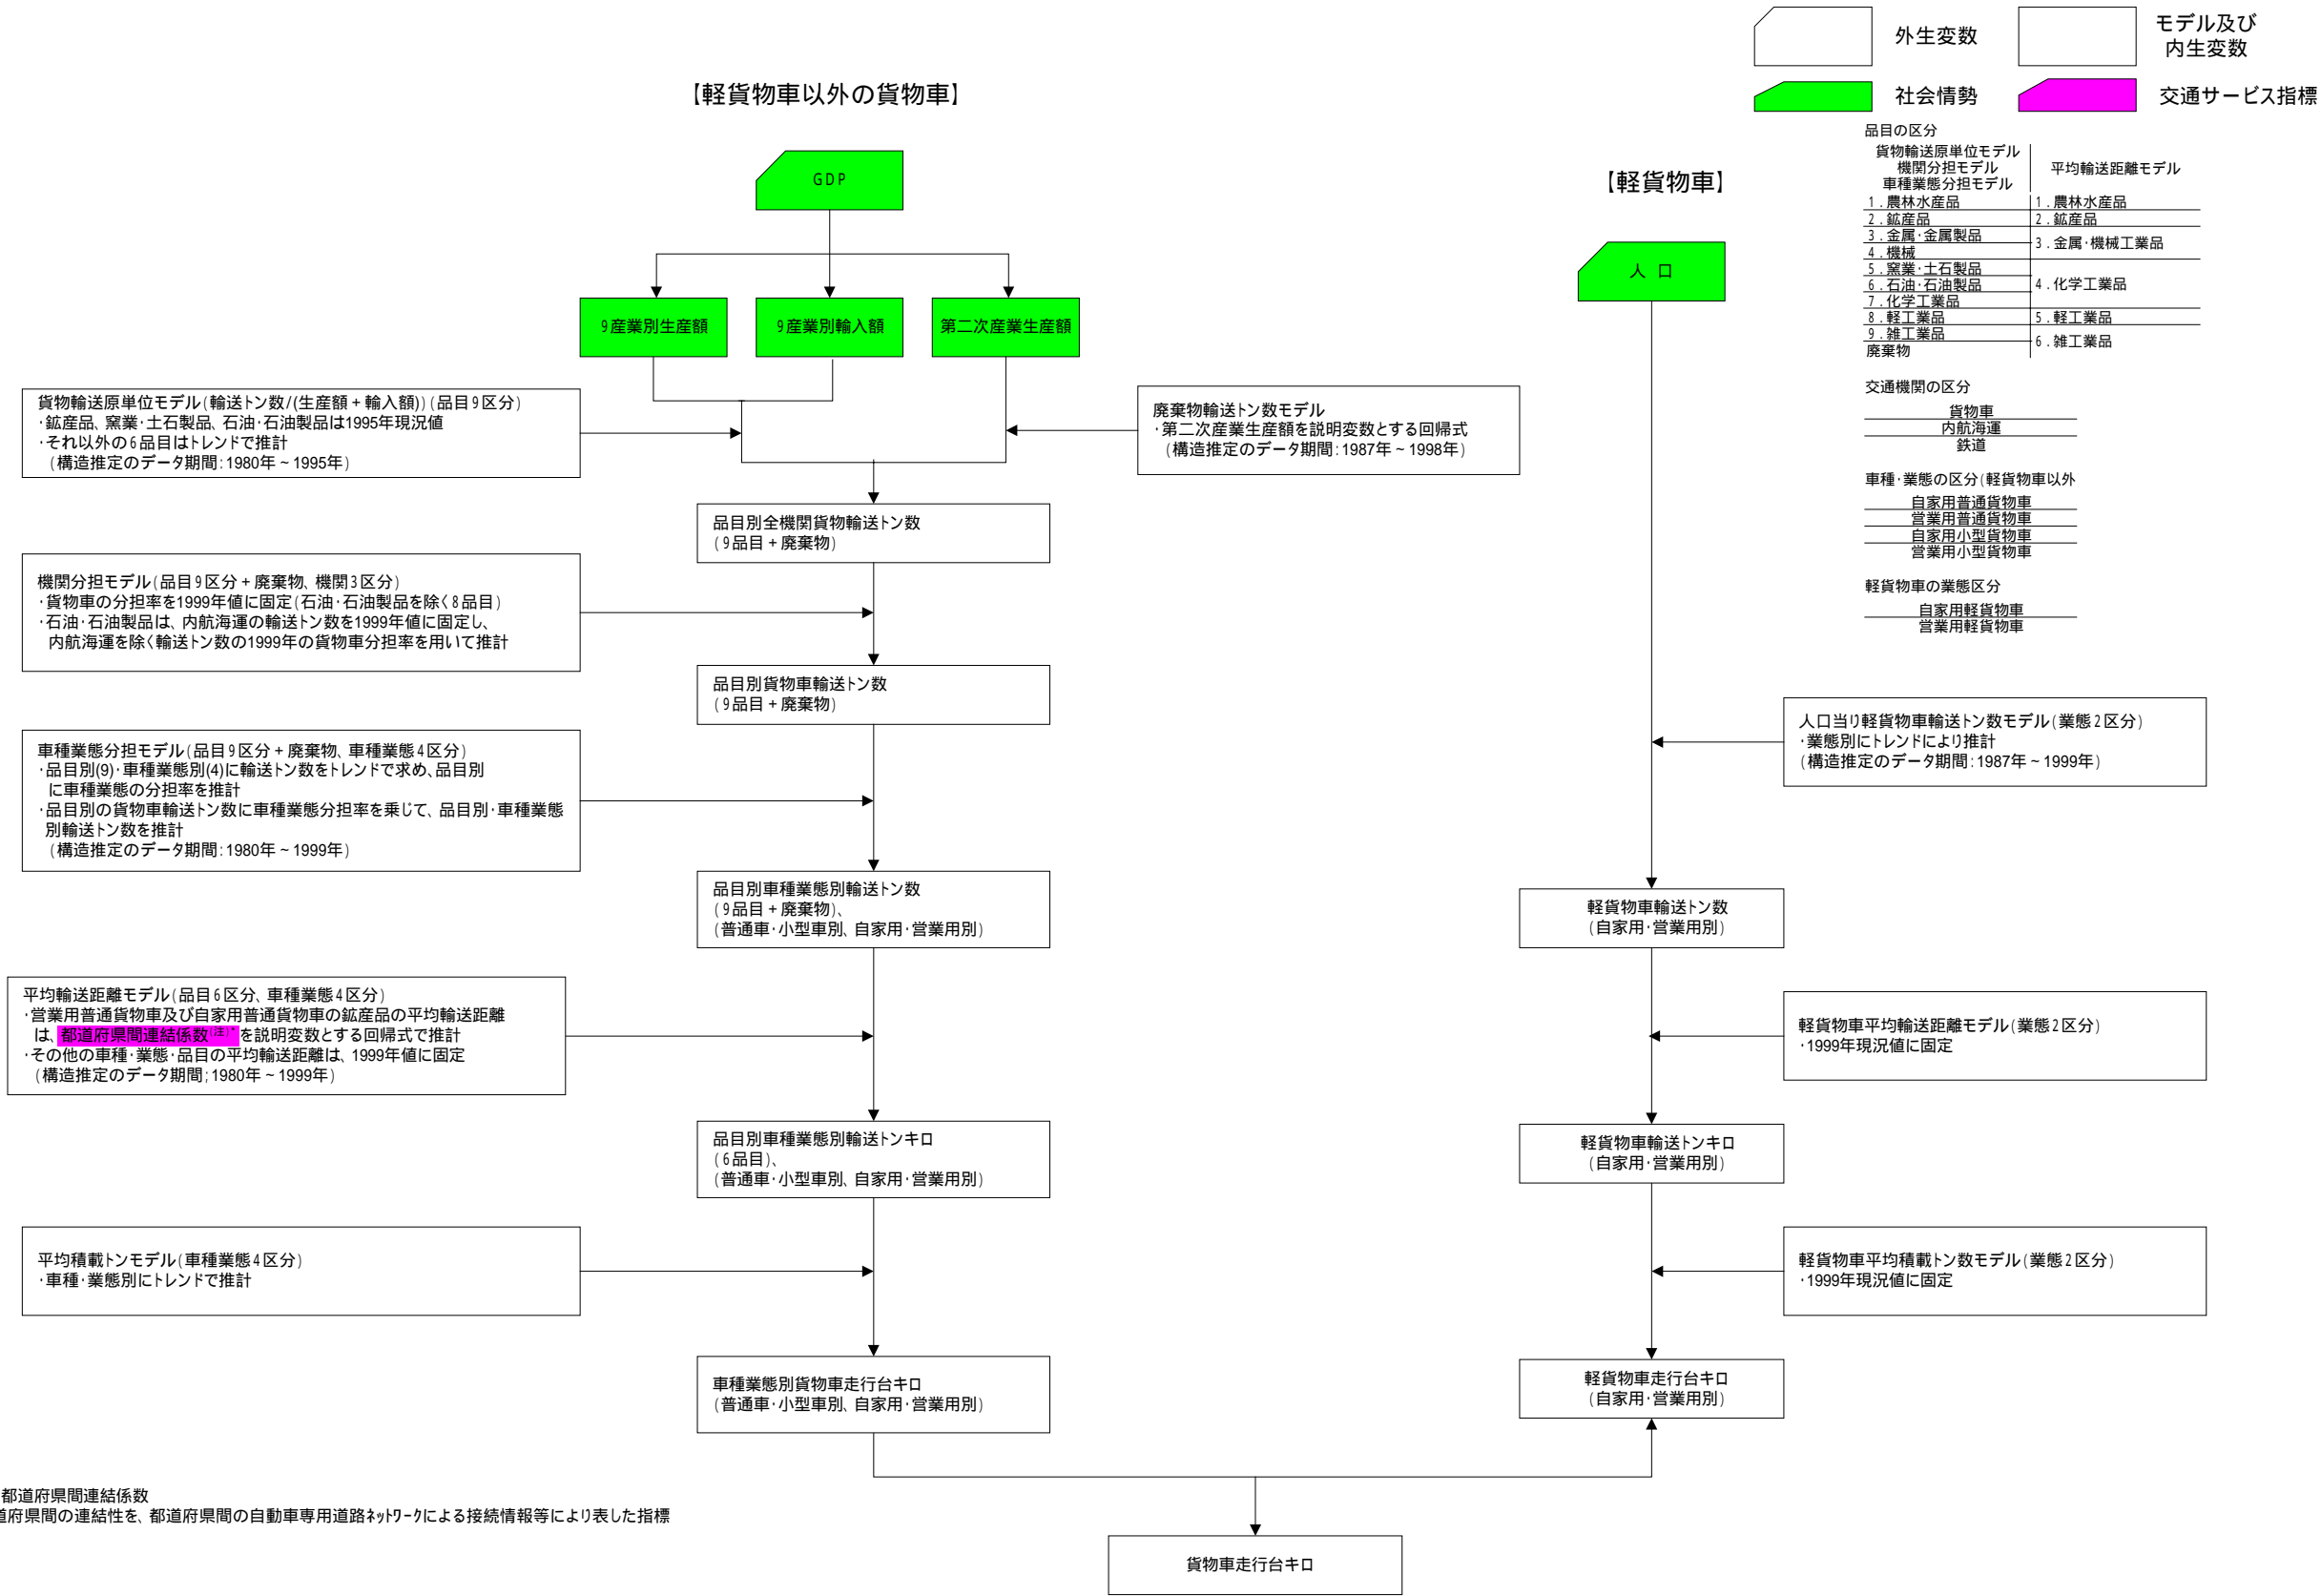 外生変数
モデル及び
内生変数
社会情勢
交通サービス指標
【軽貨物車以外の貨物車】
GDP
9産業別生産額
9産業別輸入額
第二次産業生産額
貨物輸送原単位モデル(輸送トン数/(生産額+輸入額))(品目9区分)
・鉱産品、窯業・土石製品、石油・石油製品は1995年現況値
・それ以外の6品目はトレンドで推計
(構造推定のデータ期間:1980年~1995年)
廃棄物輸送トン数モデル
・第二次産業生産額を説明変数とする回帰式
(構造推定のデータ期間:1987年~1998年)
品目別全機関貨物輸送トン数
(9品目+廃棄物)
機関分担モデル(品目9区分+廃棄物、機関3区分)
・貨物車の分担率を1999年値に固定(石油・石油製品を除く8品目)
・石油・石油製品は、内航海運の輸送トン数を1999年値に固定し、
内航海運を除く輸送トン数の1999年の貨物車分担率を用いて推計
品目別貨物車輸送トン数
(9品目+廃棄物)
車種業態分担モデル(品目9区分+廃棄物、車種業態4区分)
・品目別(9)・車種業態別(4)に輸送トン数をトレンドで求め、品目別
に車種業態の分担率を推計
・品目別の貨物車輸送トン数に車種業態分担率を乗じて、品目別・車種業態
別輸送トン数を推計
(構造推定のデータ期間:1980年~1999年)
品目別車種業態別輸送トン数
(9品目+廃棄物)、
(普通車・小型車別、自家用・営業用別)
平均輸送距離モデル(品目6区分、車種業態4区分)
・営業用普通貨物車及び自家用普通貨物車の鉱産品の平均輸送距離
は、都道府県間連結係数(注)*を説明変数とする回帰式で推計
・その他の車種・業態・品目の平均輸送距離は、1999年値に固定
(構造推定のデータ期間;1980年~1999年)
品目別車種業態別輸送トンキロ
(6品目)、
(普通車・小型車別、自家用・営業用別)
平均積載トンモデル(車種業態4区分)
・車種・業態別にトレンドで推計
車種業態別貨物車走行台キロ
(普通車・小型車別、自家用・営業用別)
都道府県間連結係数
道府県間の連結性を、都道府県間の自動車専用道路ネットワークによる接続情報等により表した指標
【軽貨物車】
人 口
人口当り軽貨物車輸送トン数モデル(業態2区分)
・業態別にトレンドにより推計
(構造推定のデータ期間:1987年~1999年)
軽貨物車輸送トン数
(自家用・営業用別)
軽貨物車平均輸送距離モデル(業態2区分)
・1999年現況値に固定
軽貨物車輸送トンキロ
(自家用・営業用別)
軽貨物車平均積載トン数モデル(業態2区分)
・1999年現況値に固定
軽貨物車走行台キロ
(自家用・営業用別)
貨物車走行台キロ
品目の区分
貨物輸送原単位モデル
機関分担モデル
車種業態分担モデル
平均輸送距離モデル
1.農林水産品 1.農林水産品
2.鉱産品 2.鉱産品
3.金属・金属製品
3.金属・機械工業品
4.機械
5.窯業・土石製品
6.石油・石油製品 4.化学工業品
7.化学工業品
8.軽工業品 5.軽工業品
9.雑工業品
6.雑工業品
廃棄物
交通機関の区分
貨物車
内航海運
鉄道
車種・業態の区分(軽貨物車以外
自家用普通貨物車
営業用普通貨物車
自家用小型貨物車
営業用小型貨物車
軽貨物車の業態区分
自家用軽貨物車
営業用軽貨物車